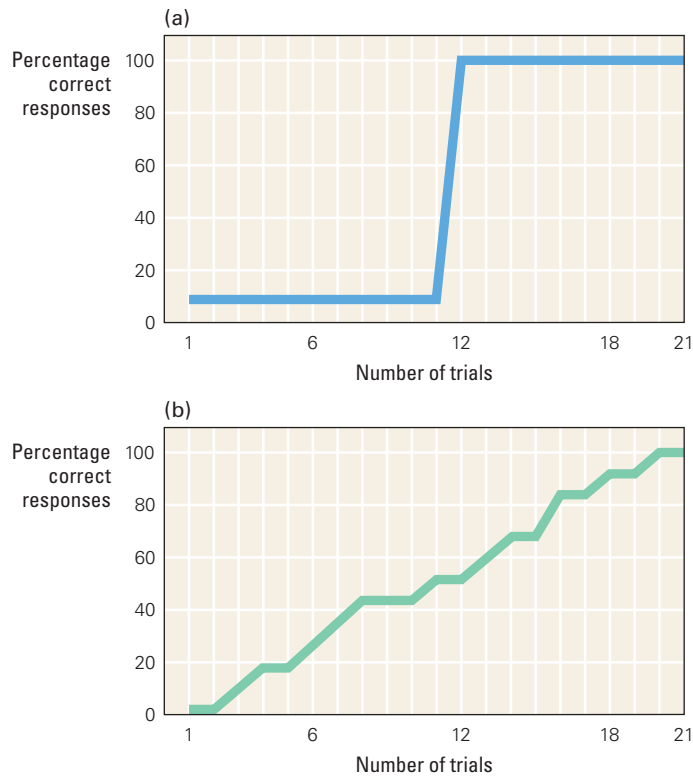 (a)
Percentage
correct
responses
100
80
60
40
20
0
1 6 12 18 21
Number of trials
(b)
Percentage
correct
responses
100
80
60
40
20
0
1 6 12 18 21
Number of trials